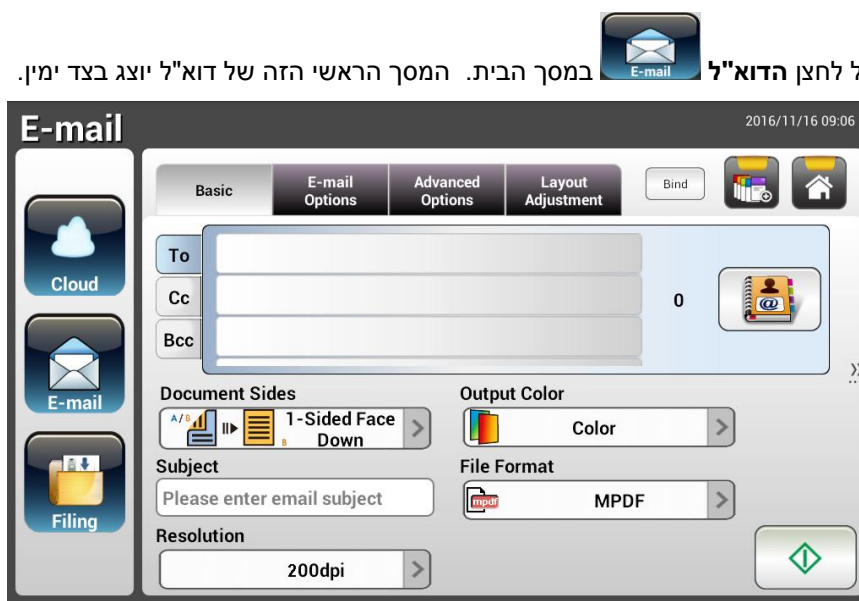 ל לחצן הדוא"ל E-mail במסך הבית. המסך הראשי הזה של דוא"ל יוצג בצד ימין.
E-mail
2016/11/16 09:06
Basic
E-mail Options
Advanced Options
Layout Adjustment
Bind
Cloud
E-mail
Filing
To
Cc
Bcc
0
@
Document Sides
A/B
B
1-Sided Face Down
Output Color
Color
Subject
Please enter email subject
File Format
mpdf
MPDF
Resolution
200dpi